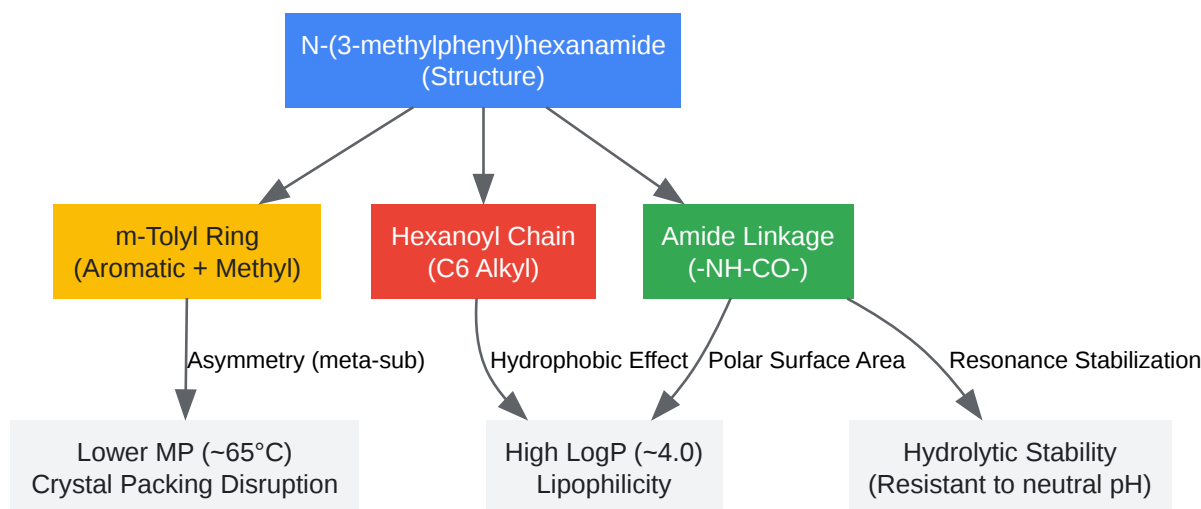 N-(3-methylphenyl)hexanamide
(Structure)
m-Tolyl Ring
(Aromatic + Methyl)
Hexanoyl Chain
(C6 Alkyl)
Amide Linkage
(-NH-CO-)
Asymmetry (meta-sub)
Hydrophobic Effect
Polar Surface Area
Resonance Stabilization
Lower MP (~65°C)
Crystal Packing Disruption
High LogP (~4.0)
Lipophilicity
Hydrolytic Stability
(Resistant to neutral pH)